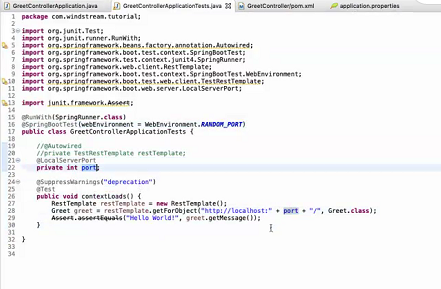 GreetControllerApplication.java GreetControllerApplicationTests.java GreetController/pom.xml application.properties
1 package com.windstream.tutorial;
3 import org.junit.Test;
4 import org.junit.runner.RunWith;
5 import org.springframework.beans.factory.annotation.Autowired;
6 import org.springframework.boot.test.context.SpringBootTest;
7 import org.springframework.test.context.junit4.SpringRunner;
8 import org.springframework.web.client.RestTemplate;
9 import org.springframework.boot.test.context.SpringBootTest.WebEnvironment;
10 import org.springframework.boot.test.web.client.TestRestTemplate;
11 import org.springframework.boot.web.server.LocalServerPort;
13 import junit.framework.Assert;
15 @RunWith(SpringRunner.class)
16 @SpringBootTest(webEnvironment = WebEnvironment.RANDOM_PORT)
17 public class GreetControllerApplicationTests {
19 //@Autowired
20 //private TestRestTemplate restTemplate;
21 @LocalServerPort
22 private int port;
24 @SuppressWarnings("deprecation")
25 @Test
26 public void contextLoads() {
27 RestTemplate restTemplate = new RestTemplate();
28 Greet greet = restTemplate.getForObject("http://localhost:" + port + "/", Greet.class);
29 Assert.assertEquals("Hello World!", greet.getMessage());
30 }
32 }
33